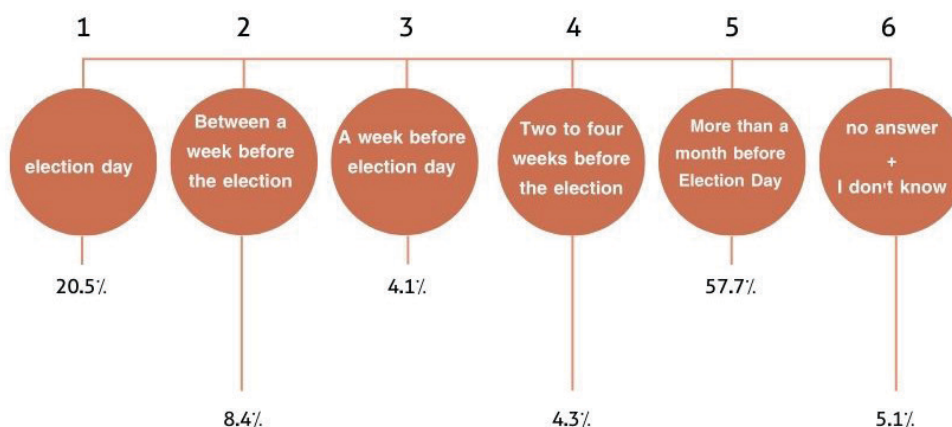 1 2 3 4 5 6
election day
Between a
week before
the election
A week before
election day
Two to four
weeks before
the election
More than a
month before
Election Day
no answer
+
I don't know
20.5٪
8.4٪
4.1٪
4.3٪
57.7٪
5.1٪